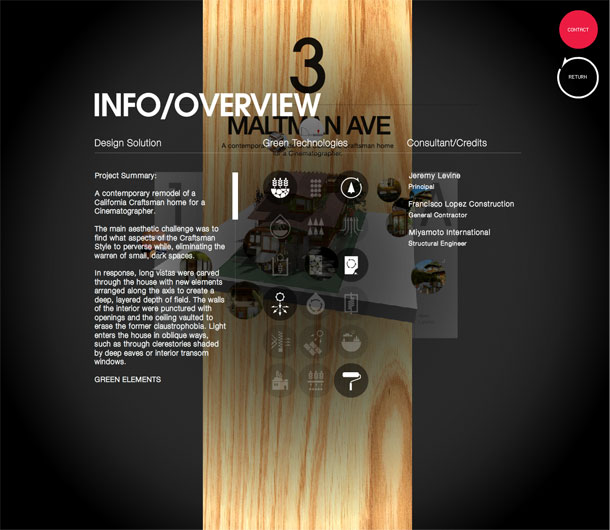 CONTACT
RETURN
3
INFO/OVERVIEW
MALTMAN AVE
Design Solution
Green Technologies
Consultant/Credits
A contemporary
Craftsman home
for a Cinematographer.
Project Summary:
A contemporary remodel of a
California Craftsman home for a
Cinematographer.
The main aesthetic challenge was to
find what aspects of the Craftsman
Style to perverse while, eliminating the
warren of small, dark spaces.
In response, long vistas were carved
through the house with new elements
arranged along the axis to create a
deep, layered depth of field. The walls
of the interior were punctured with
openings and the ceiling vaulted to
erase the former claustrophobia. Light
enters the house in oblique ways,
such as through clerestories shaded
by deep eaves or interior transom
windows.
GREEN ELEMENTS
Jeremy Levine
Principal
Francisco Lopez Construction
General Contractor
Miyamoto International
Structural Engineer